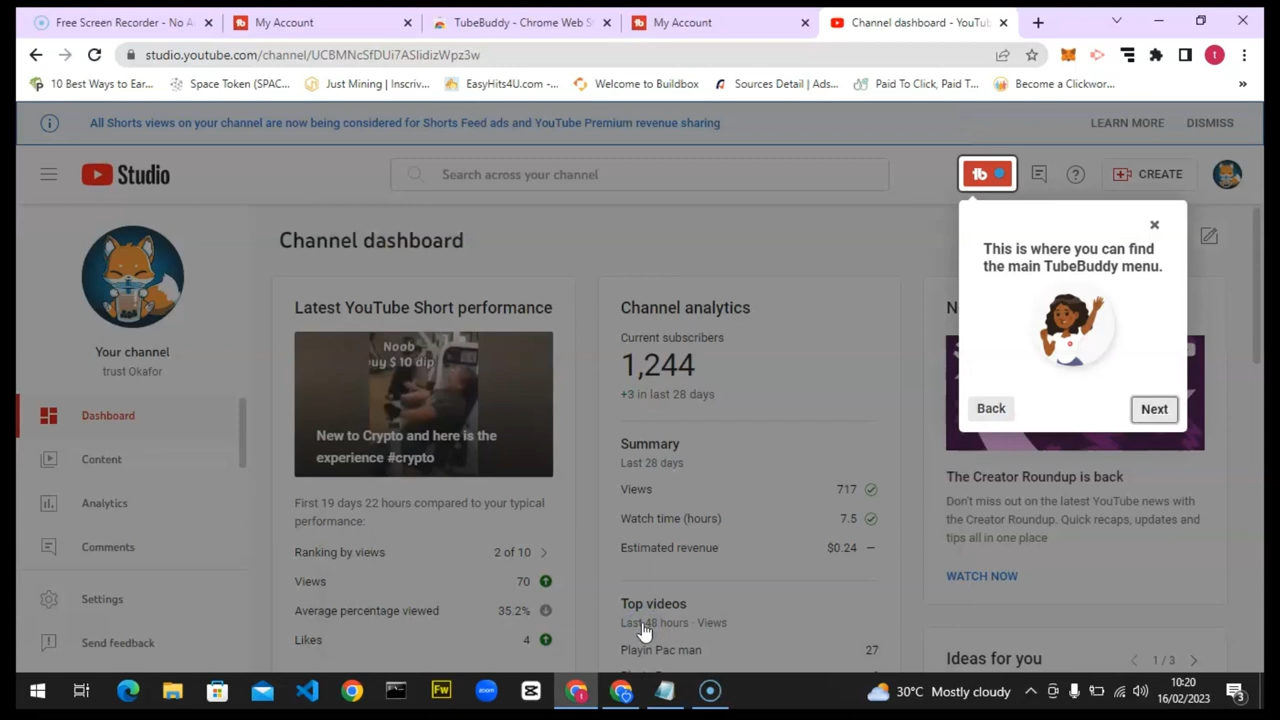 Free Screen Recorder - No A
My Account
TubeBuddy - Chrome Web S
My Account
Channel dashboard - YouTu
studio.youtube.com/channel/UCBMNcSfDUi7ASlidizWpz3w
t
10 Best Ways to Ear...
Space Token (SPAC...
Just Mining | Inscriv...
EasyHits4U.com -...
Welcome to Buildbox
Sources Detail | Ads...
Paid To Click, Paid T...
Become a Clickwor...
»
All Shorts views on your channel are now being considered for Shorts Feed ads and YouTube Premium revenue sharing
LEARN MORE
DISMISS
Studio
Search across your channel
tb
CREATE
This is where you can find
the main TubeBuddy menu.
Back
Next
Your channel
trust Okafor
Dashboard
Content
Analytics
Comments
Settings
Send feedback
Channel dashboard
Latest YouTube Short performance
Noob
buy $ 10 dip
New to Crypto and here is the
experience #crypto
First 19 days 22 hours compared to your typical
performance:
Ranking by views 2 of 10
Views 70
Average percentage viewed 35.2%
Likes 4
Channel analytics
Current subscribers
1,244
+3 in last 28 days
Summary
Last 28 days
Views 717
Watch time (hours) 7.5
Estimated revenue $0.24 —
Top videos
Last 48 hours · Views
Playin Pac man 27
The Creator Roundup is back
Don't miss out on the latest YouTube news with
the Creator Roundup. Quick recaps, updates and
tips all in one place
WATCH NOW
Ideas for you
1 / 3
Fw
zoom
30°C Mostly cloudy
10:20
16/02/2023
3